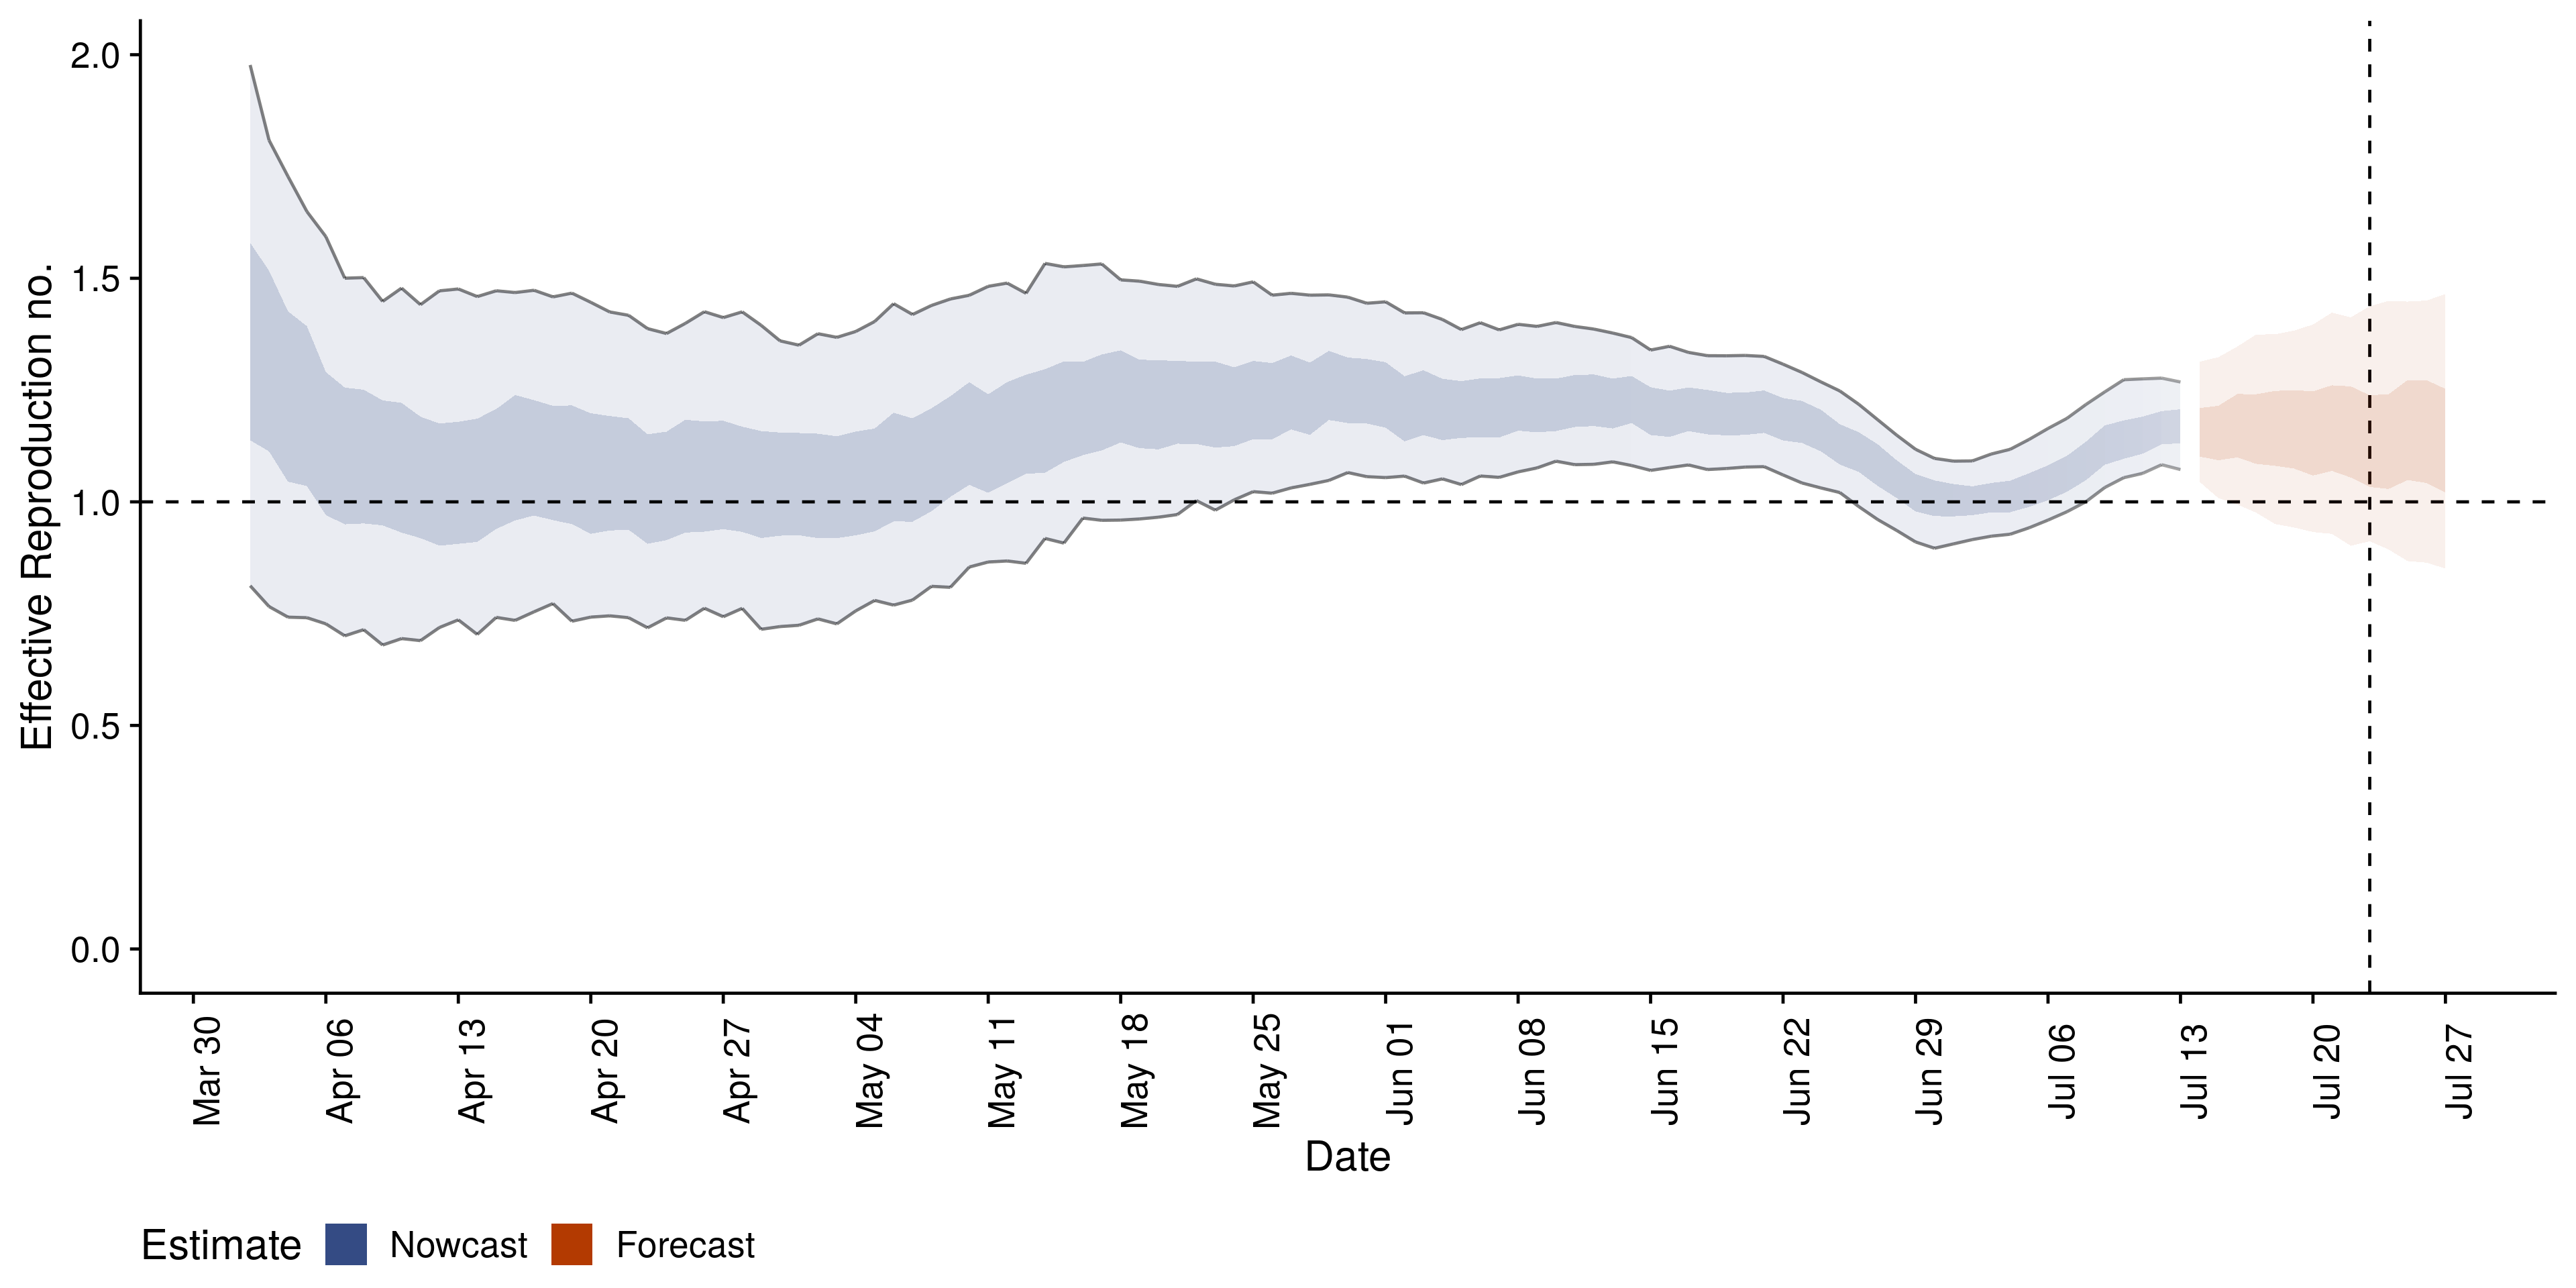 Effective Reproduction no.
2.0
1.5
1.0
0.5
0.0
Mar 30
Apr 06
Apr 13
Apr 20
Apr 27
May 04
May 11
May 18
May 25
Jun 01
Jun 08
Jun 15
Jun 22
Jun 29
Jul 06
Jul 13
Jul 20
Jul 27
Date
Estimate Nowcast Forecast